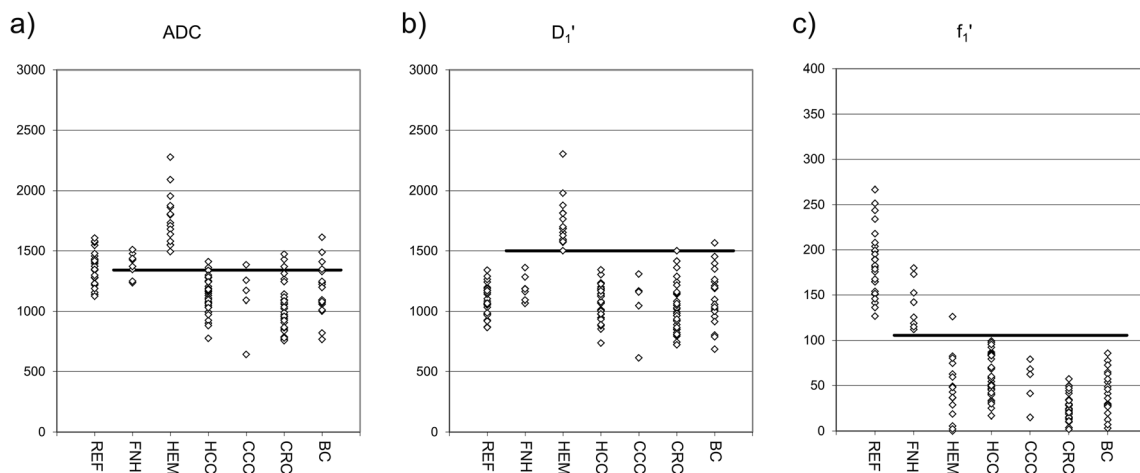 a)
ADC
3000
2500
2000
1500
1000
500
0
REF
FNH
HEM
HCC
CCC
CRC
BC
b)
D1'
3000
2500
2000
1500
1000
500
0
REF
FNH
HEM
HCC
CCC
CRC
BC
c)
f1'
400
350
300
250
200
150
100
50
0
REF
FNH
HEM
HCC
CCC
CRC
BC